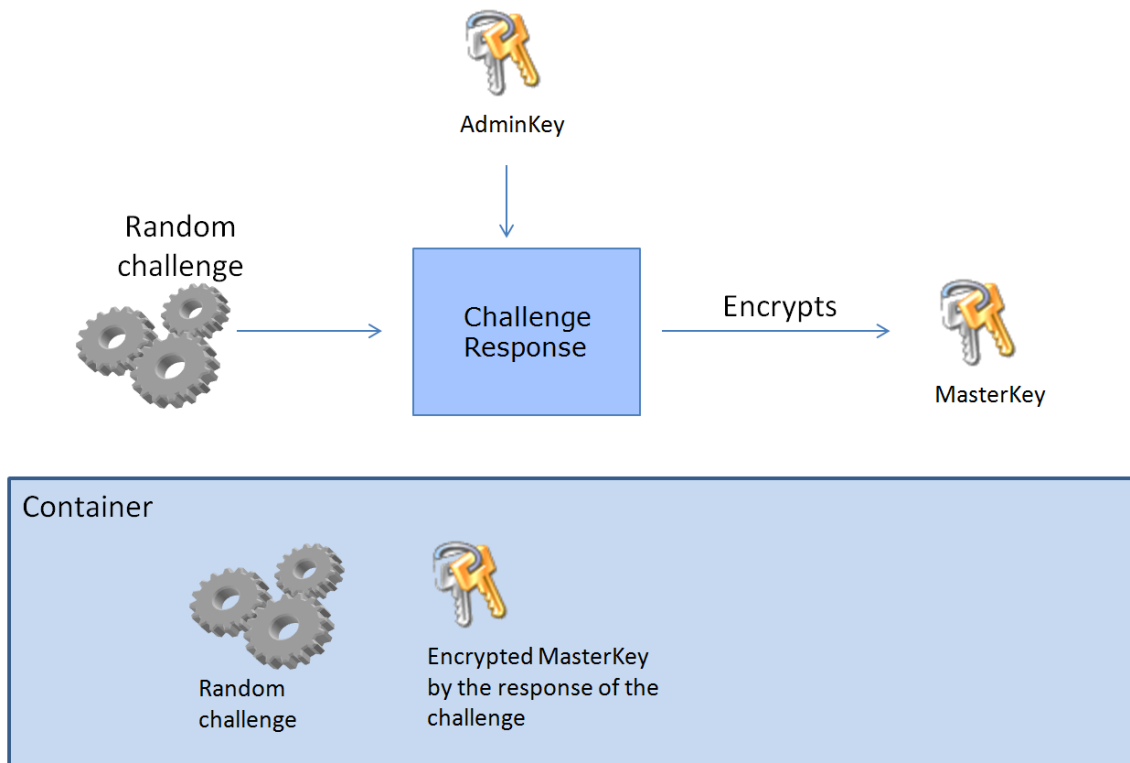 AdminKey
Random
challenge
Challenge
Response
Encrypts
MasterKey
Container
Random
challenge
Encrypted MasterKey
by the response of the
challenge